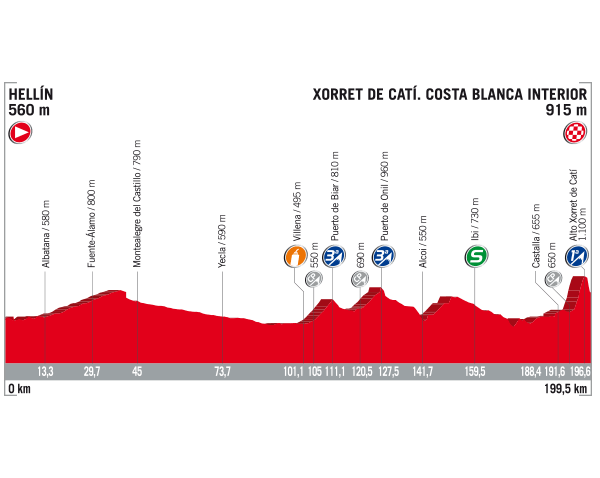 HELLÍN
560 m
XORRET DE CATÍ. COSTA BLANCA INTERIOR
915 m
Albatana / 580 m
Fuente-Álamo / 800 m
Montealegre del Castillo / 790 m
Yecla / 590 m
Villena / 495 m
550 m
Puerto de Biar / 810 m
3ª
690 m
Puerto de Onil / 960 m
3ª
Alcoi / 550 m
Ibi / 730 m
S
Castalla / 655 m
650 m
Alto Xorret de Catí
1.100 m
1ª
13,3
29,7
45
73,7
101,1
105
111,1
120,5
127,5
141,7
159,5
188,4
191,6
196,6
0 km
199,5 km